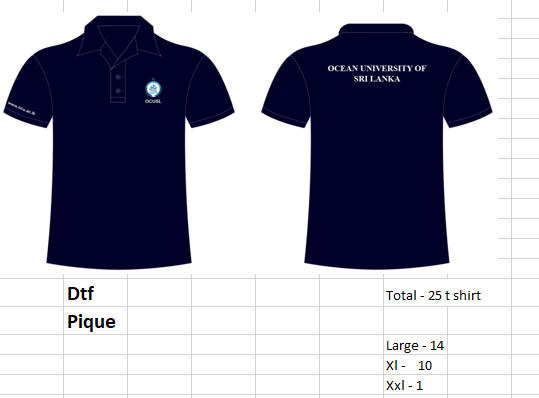 OCEAN UNIVERSITY OF
SRI LANKA
www.ocu.ac.lk
OCUSL
Dtf
Total - 25 t shirt
Pique
Large - 14
Xl - 10
Xxl - 1